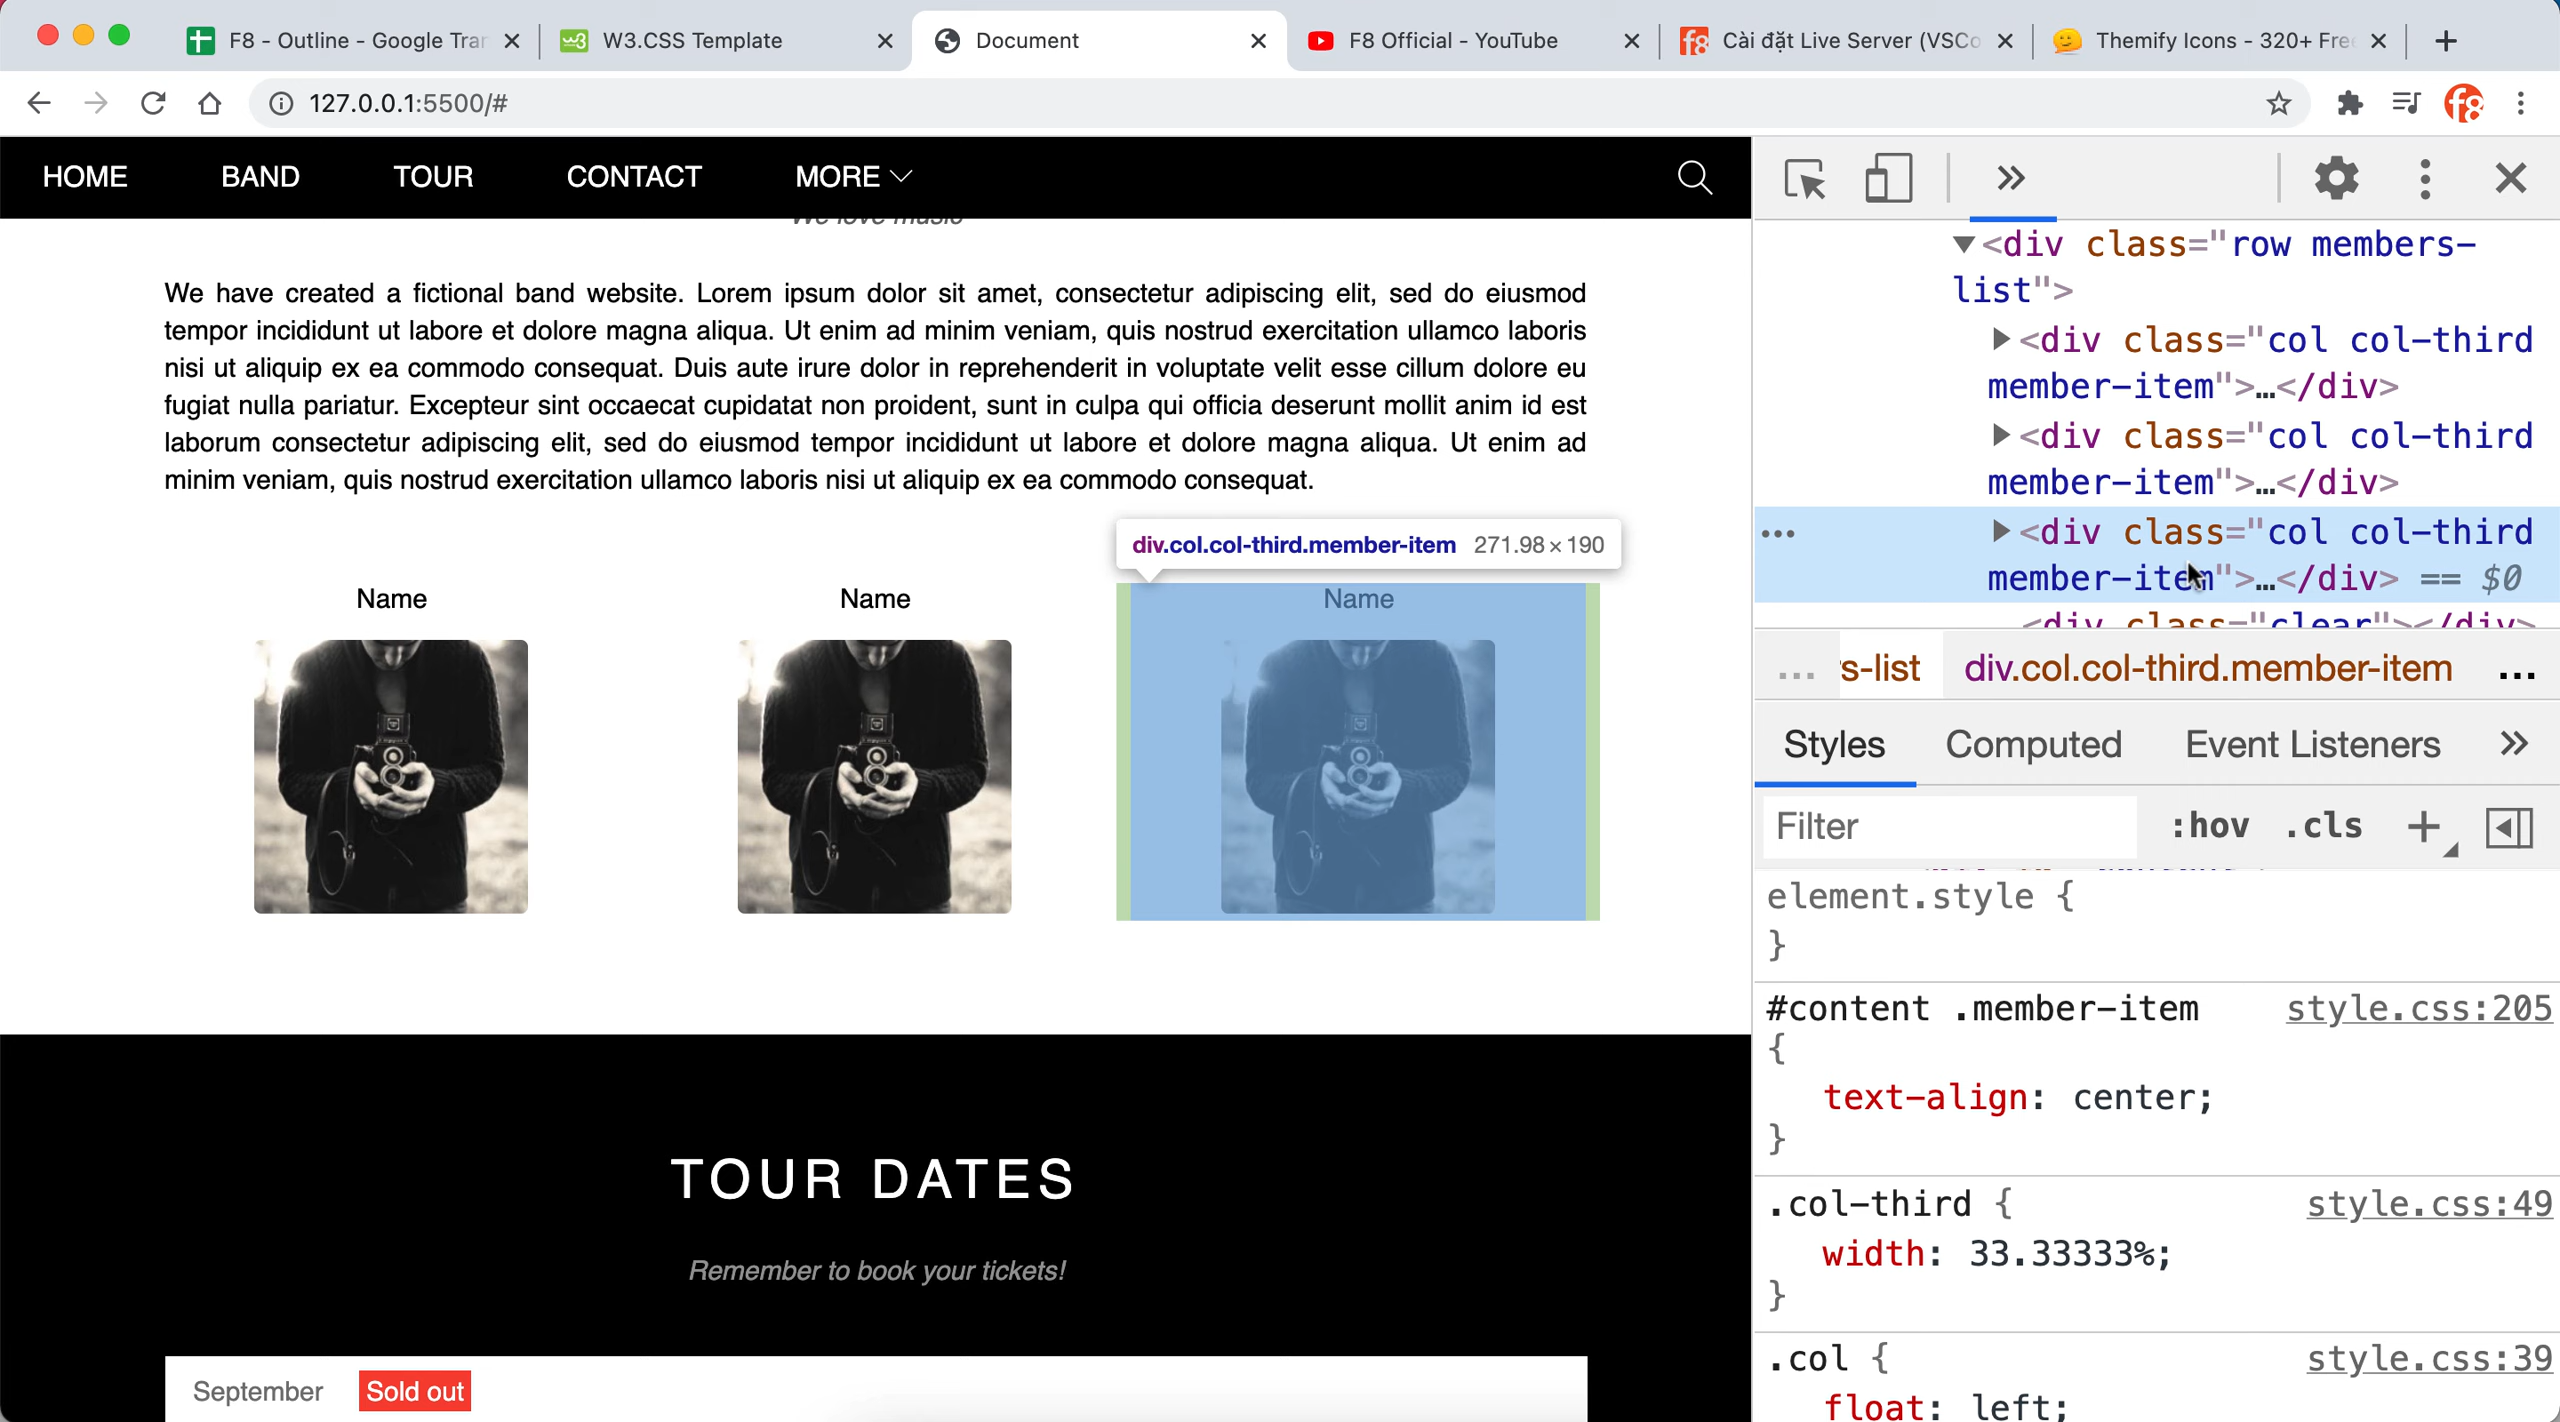 F8 - Outline - Google Tran
W3.CSS Template
Document
F8 Official - YouTube
Cài đặt Live Server (VSCo
Themify Icons - 320+ Free
127.0.0.1:5500/#
HOME
BAND
TOUR
CONTACT
MORE
We love music
We have created a fictional band website. Lorem ipsum dolor sit amet, consectetur adipiscing elit, sed do eiusmod
tempor incididunt ut labore et dolore magna aliqua. Ut enim ad minim veniam, quis nostrud exercitation ullamco laboris
nisi ut aliquip ex ea commodo consequat. Duis aute irure dolor in reprehenderit in voluptate velit esse cillum dolore eu
fugiat nulla pariatur. Excepteur sint occaecat cupidatat non proident, sunt in culpa qui officia deserunt mollit anim id est
laborum consectetur adipiscing elit, sed do eiusmod tempor incididunt ut labore et dolore magna aliqua. Ut enim ad
minim veniam, quis nostrud exercitation ullamco laboris nisi ut aliquip ex ea commodo consequat.
div.col.col-third.member-item 271.98×190
Name
Name
Name
TOUR DATES
Remember to book your tickets!
September
Sold out
<div class="row members-
list">
<div class="col col-third
member-item">…</div>
<div class="col col-third
member-item">…</div>
<div class="col col-third
member-item">…</div> == $0
<div class="clear"></div>
... s-list div.col.col-third.member-item ...
Styles Computed Event Listeners
Filter :hov .cls
element.style {
}
#content .member-item style.css:205
{
text-align: center;
}
.col-third { style.css:49
width: 33.33333%;
}
.col { style.css:39
float: left;